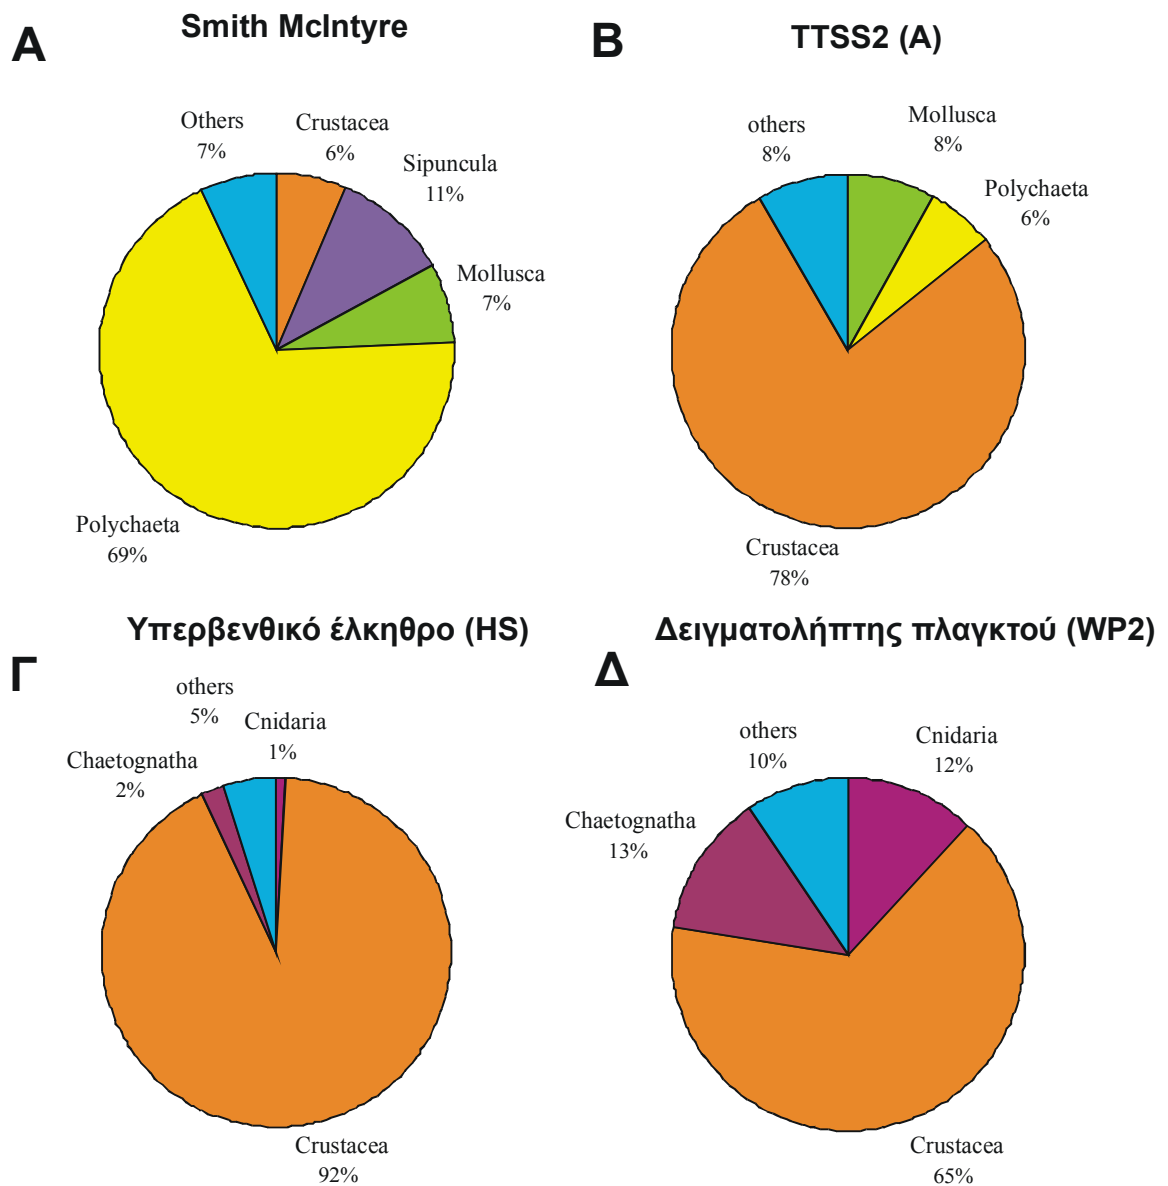 A
Smith McIntyre
Others
7%
Crustacea
6%
Sipuncula
11%
Mollusca
7%
Polychaeta
69%
B
TTSS2 (A)
others
8%
Mollusca
8%
Polychaeta
6%
Crustacea
78%
Γ
Υπερβενθικό έλκηθρο (HS)
others
5%
Cnidaria
1%
Chaetognatha
2%
Crustacea
92%
Δ
Δειγματολήπτης πλαγκτού (WP2)
others
10%
Cnidaria
12%
Chaetognatha
13%
Crustacea
65%